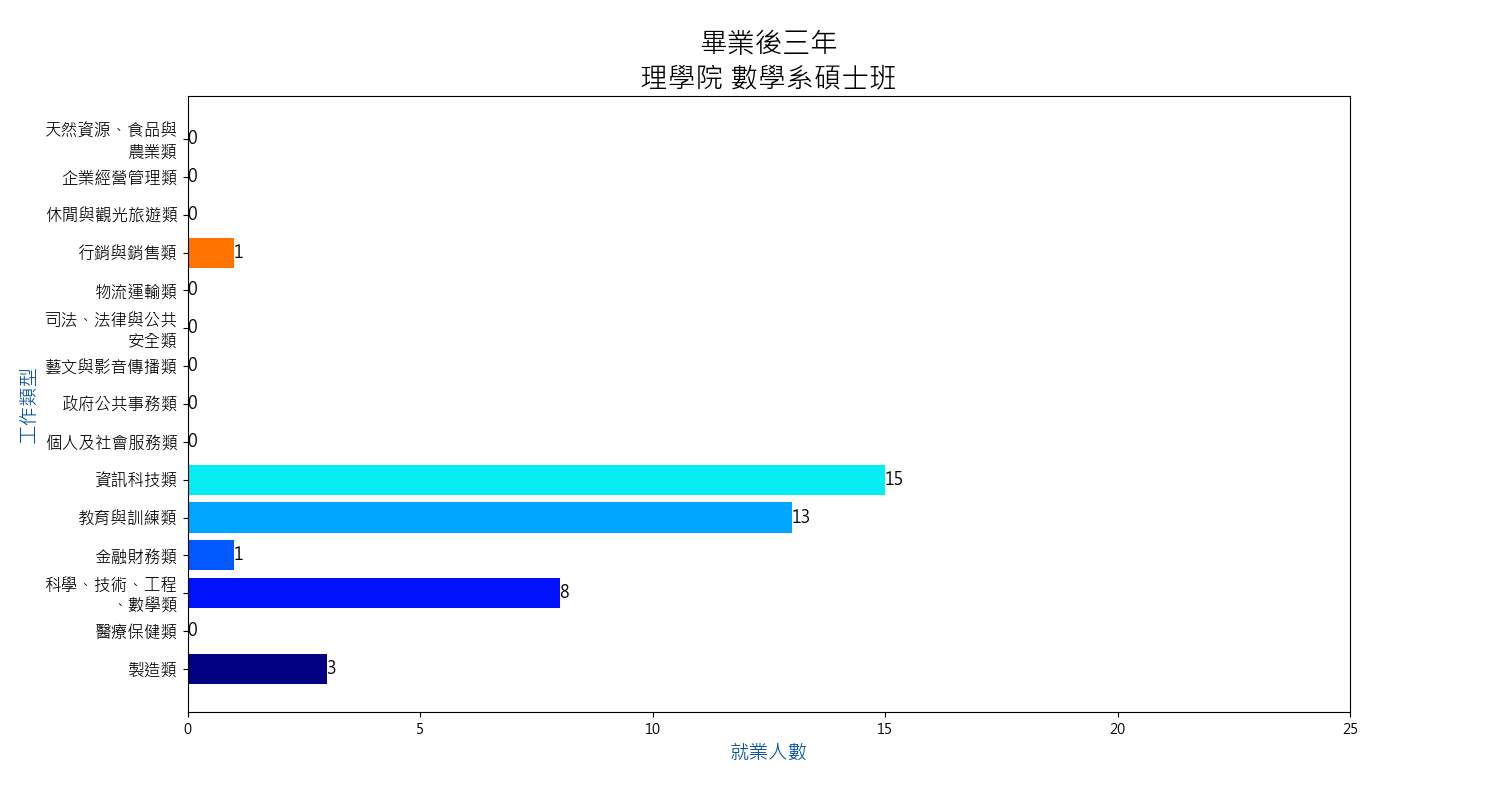 畢業後三年
理學院 數學系碩士班
天然資源、食品與
農業類
0
企業經營管理類
0
休閒與觀光旅遊類
0
行銷與銷售類
1
物流運輸類
0
司法、法律與公共
安全類
0
藝文與影音傳播類
0
政府公共事務類
0
個人及社會服務類
0
資訊科技類
15
教育與訓練類
13
金融財務類
1
科學、技術、工程
、數學類
8
醫療保健類
0
製造類
3
工作類型
0 5 10 15 20 25
就業人數